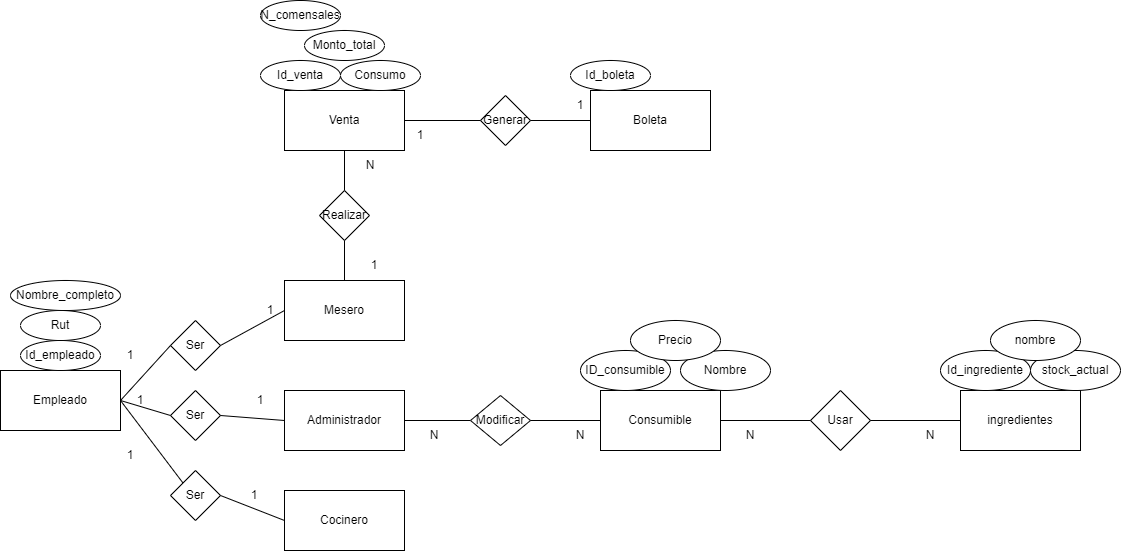 N_comensales
Monto_total
Id_venta
Consumo
Id_boleta
Venta
1
Generar
1
Boleta
N
Realizar
1
Mesero
Nombre_completo
Rut
Id_empleado
Empleado
1
Ser
1
1
Ser
1
Administrador
1
Ser
1
Cocinero
N
Modificar
N
Precio
ID_consumible
Nombre
Consumible
N
Usar
N
nombre
Id_ingrediente
stock_actual
ingredientes